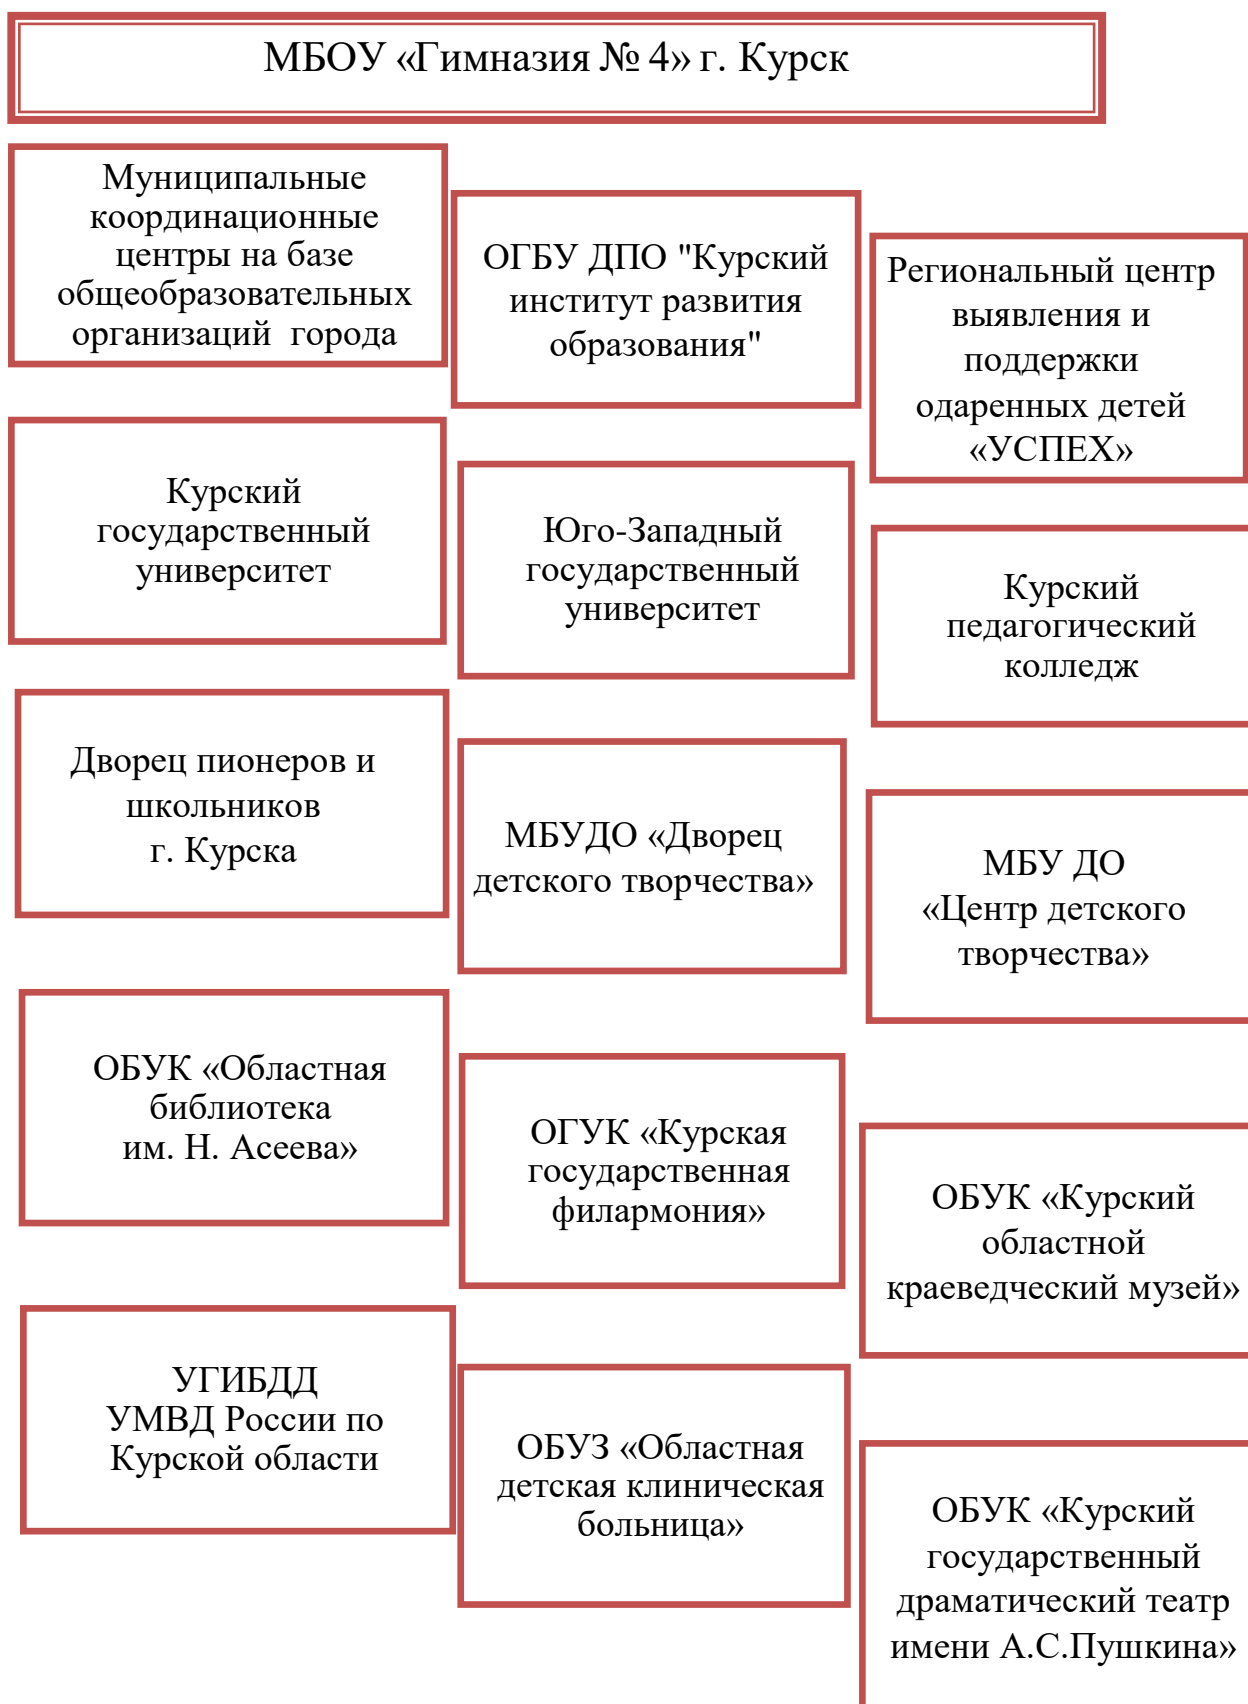 МБОУ «Гимназия № 4» г. Курск
Муниципальные
координационные
центры на базе
общеобразовательных
организаций города
ОГБУ ДПО "Курский
институт развития
образования"
Региональный центр
выявления и
поддержки
одаренных детей
«УСПЕХ»
Курский
государственный
университет
Юго-Западный
государственный
университет
Курский
педагогический
колледж
Дворец пионеров и
школьников
г. Курска
МБУДО «Дворец
детского творчества»
МБУ ДО
«Центр детского
творчества»
ОБУК «Областная
библиотека
им. Н. Асеева»
ОГУК «Курская
государственная
филармония»
ОБУК «Курский
областной
краеведческий музей»
УГИБДД
УМВД России по
Курской области
ОБУЗ «Областная
детская клиническая
больница»
ОБУК «Курский
государственный
драматический театр
имени А.С.Пушкина»